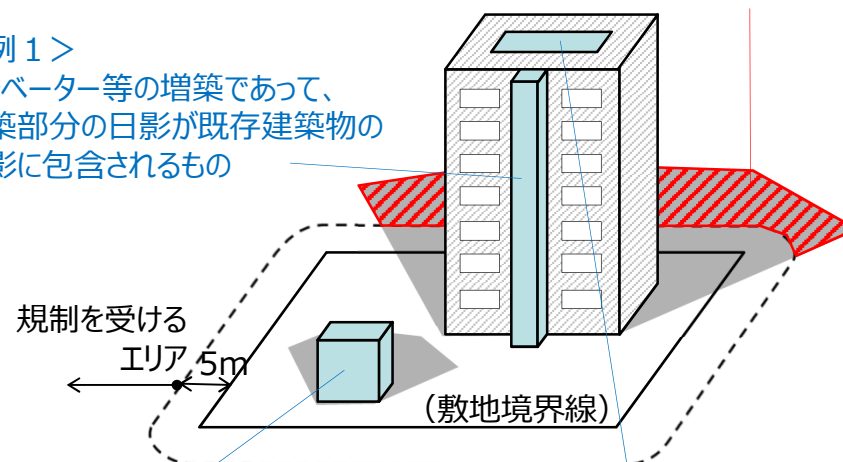 例１＞
ベーター等の増築であって、
築部分の日影が既存建築物の
影に包含されるもの
規制を受ける
エリア
5m
（敷地境界線）